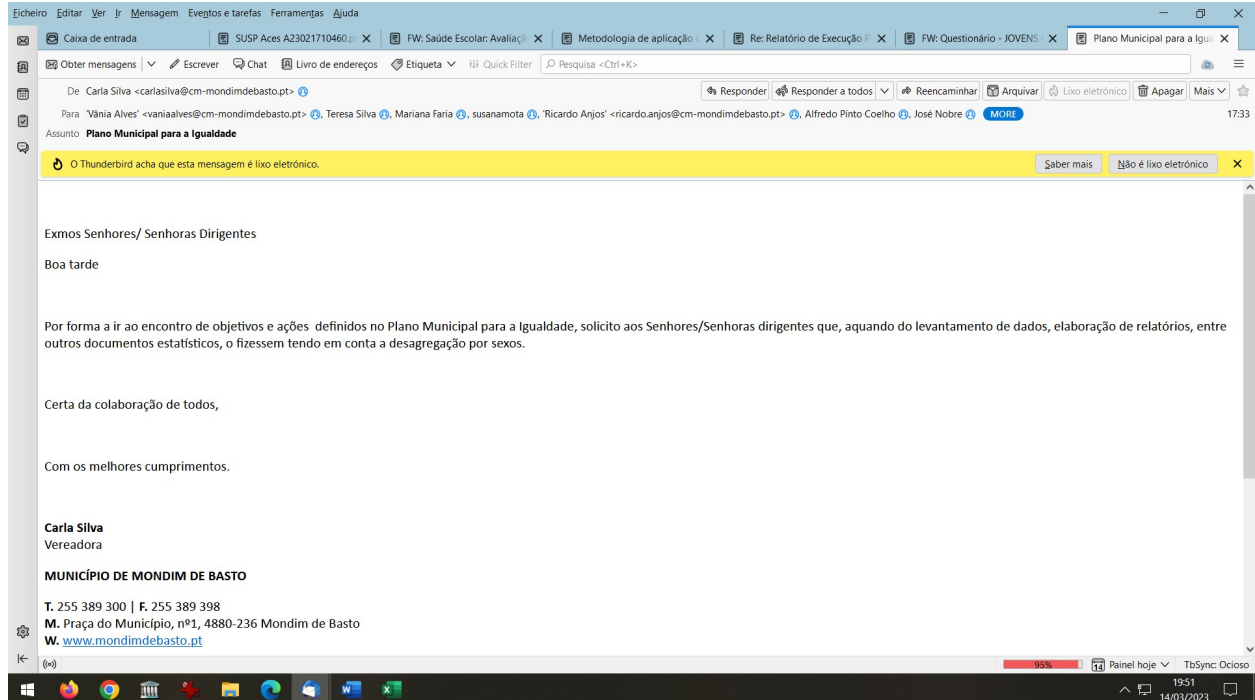 Ficheiro Editar Ver Ir Mensagem Eventos e tarefas Ferramentas Ajuda
Caixa de entrada SUSP Aces A23021710460.p FW: Saúde Escolar: Avaliaçã Metodologia de aplicação Re: Relatório de Execução FW: Questionário - JOVENS Plano Municipal para a Igua
Obter mensagens Escrever Chat Livro de endereços Etiqueta Quick Filter Pesquisa <Ctrl+K>
De Carla Silva <carlasilva@cm-mondimdebasto.pt> Responder Responder a todos Reencaminhar Arquivar Lixo eletrónico Apagar Mais
Para 'Vânia Alves' <vaniaalves@cm-mondimdebasto.pt>, Teresa Silva, Mariana Faria, susanamota, 'Ricardo Anjos' <ricardo.anjos@cm-mondimdebasto.pt>, Alfredo Pinto Coelho, José Nobre MORE 17:33
Assunto Plano Municipal para a Igualdade
O Thunderbird acha que esta mensagem é lixo eletrónico. Saber mais Não é lixo eletrónico
Exmos Senhores/ Senhoras Dirigentes
Boa tarde
Por forma a ir ao encontro de objetivos e ações definidos no Plano Municipal para a Igualdade, solicito aos Senhores/Senhoras dirigentes que, aquando do levantamento de dados, elaboração de relatórios, entre
outros documentos estatísticos, o fizessem tendo em conta a desagregação por sexos.
Certa da colaboração de todos,
Com os melhores cumprimentos.
Carla Silva
Vereadora
MUNICÍPIO DE MONDIM DE BASTO
T. 255 389 300 | F. 255 389 398
M. Praça do Município, nº1, 4880-236 Mondim de Basto
W. www.mondimdebasto.pt
95% 14 Painel hoje TbSync: Ocioso
19:51
14/03/2023